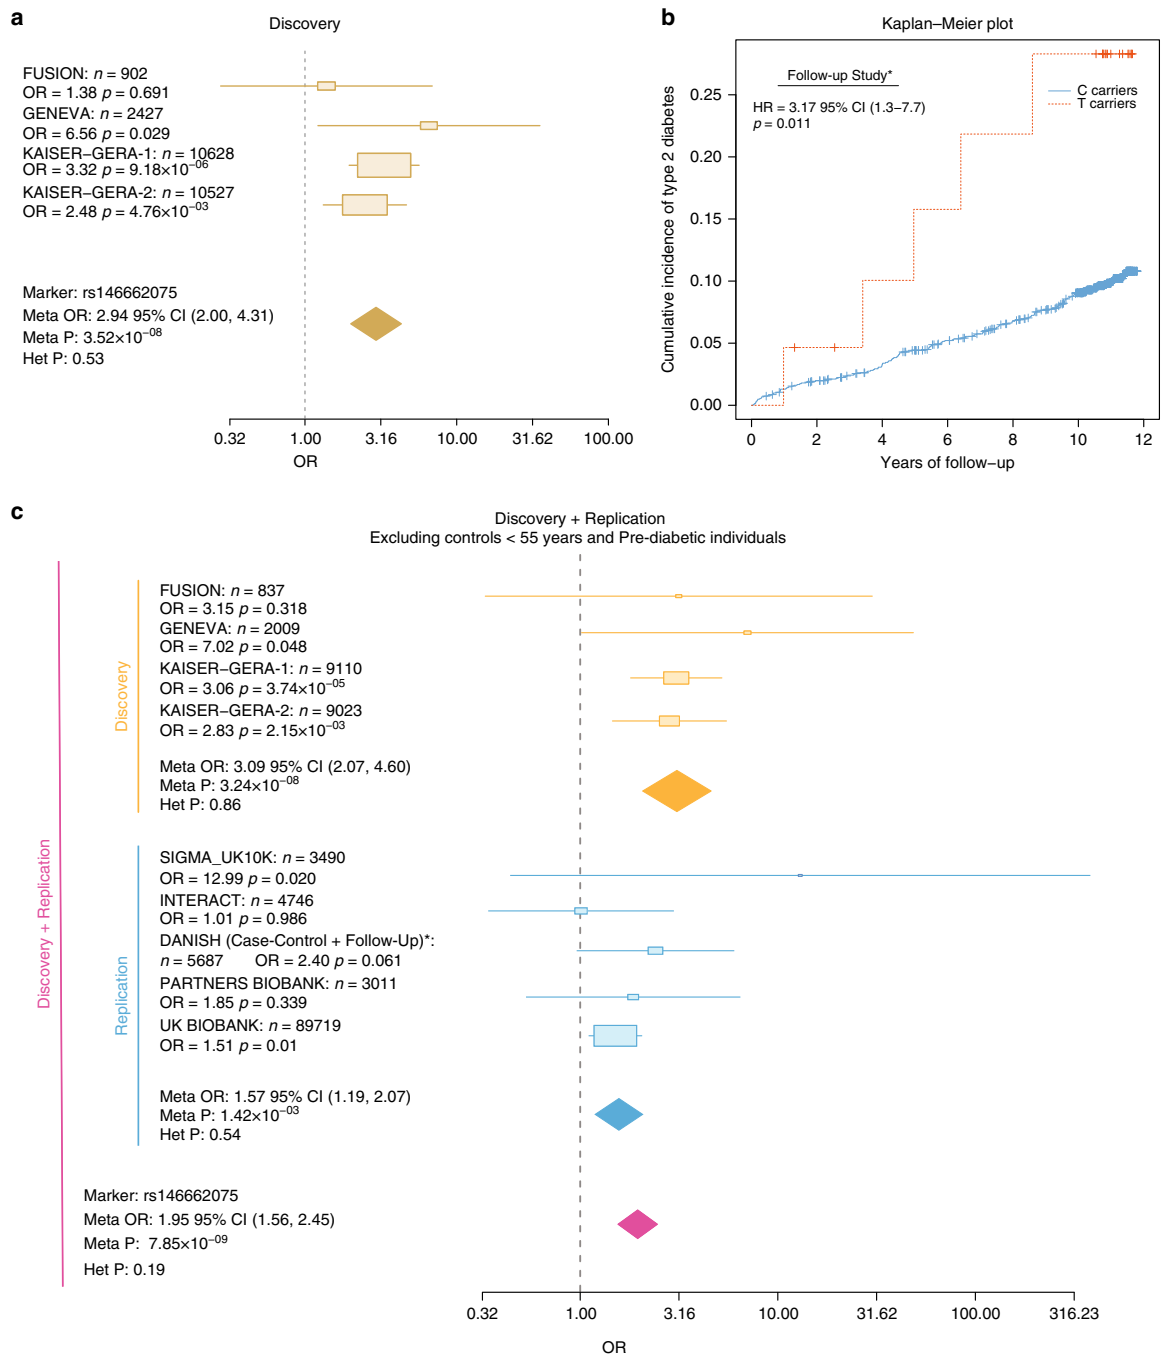 a
Discovery
FUSION: n = 902
OR = 1.38 p = 0.691
GENEVA: n = 2427
OR = 6.56 p = 0.029
KAISER–GERA-1: n = 10628
OR = 3.32 p = 9.18×10⁻⁰⁶
KAISER–GERA-2: n = 10527
OR = 2.48 p = 4.76×10⁻⁰³
Marker: rs146662075
Meta OR: 2.94 95% CI (2.00, 4.31)
Meta P: 3.52×10⁻⁰⁸
Het P: 0.53
0.32 1.00 3.16 10.00 31.62 100.00
OR
b
Kaplan–Meier plot
Cumulative incidence of type 2 diabetes
Follow-up Study*
HR = 3.17 95% CI (1.3–7.7)
p = 0.011
C carriers
T carriers
0.25
0.20
0.15
0.10
0.05
0.00
0 2 4 6 8 10 12
Years of follow–up
c
Discovery + Replication
Excluding controls < 55 years and Pre-diabetic individuals
Discovery + Replication
Discovery
FUSION: n = 837
OR = 3.15 p = 0.318
GENEVA: n = 2009
OR = 7.02 p = 0.048
KAISER–GERA-1: n = 9110
OR = 3.06 p = 3.74×10⁻⁰⁵
KAISER–GERA-2: n = 9023
OR = 2.83 p = 2.15×10⁻⁰³
Meta OR: 3.09 95% CI (2.07, 4.60)
Meta P: 3.24×10⁻⁰⁸
Het P: 0.86
Replication
SIGMA_UK10K: n = 3490
OR = 12.99 p = 0.020
INTERACT: n = 4746
OR = 1.01 p = 0.986
DANISH (Case-Control + Follow-Up)*:
n = 5687 OR = 2.40 p = 0.061
PARTNERS BIOBANK: n = 3011
OR = 1.85 p = 0.339
UK BIOBANK: n = 89719
OR = 1.51 p = 0.01
Meta OR: 1.57 95% CI (1.19, 2.07)
Meta P: 1.42×10⁻⁰³
Het P: 0.54
Marker: rs146662075
Meta OR: 1.95 95% CI (1.56, 2.45)
Meta P: 7.85×10⁻⁰⁹
Het P: 0.19
0.32 1.00 3.16 10.00 31.62 100.00 316.23
OR